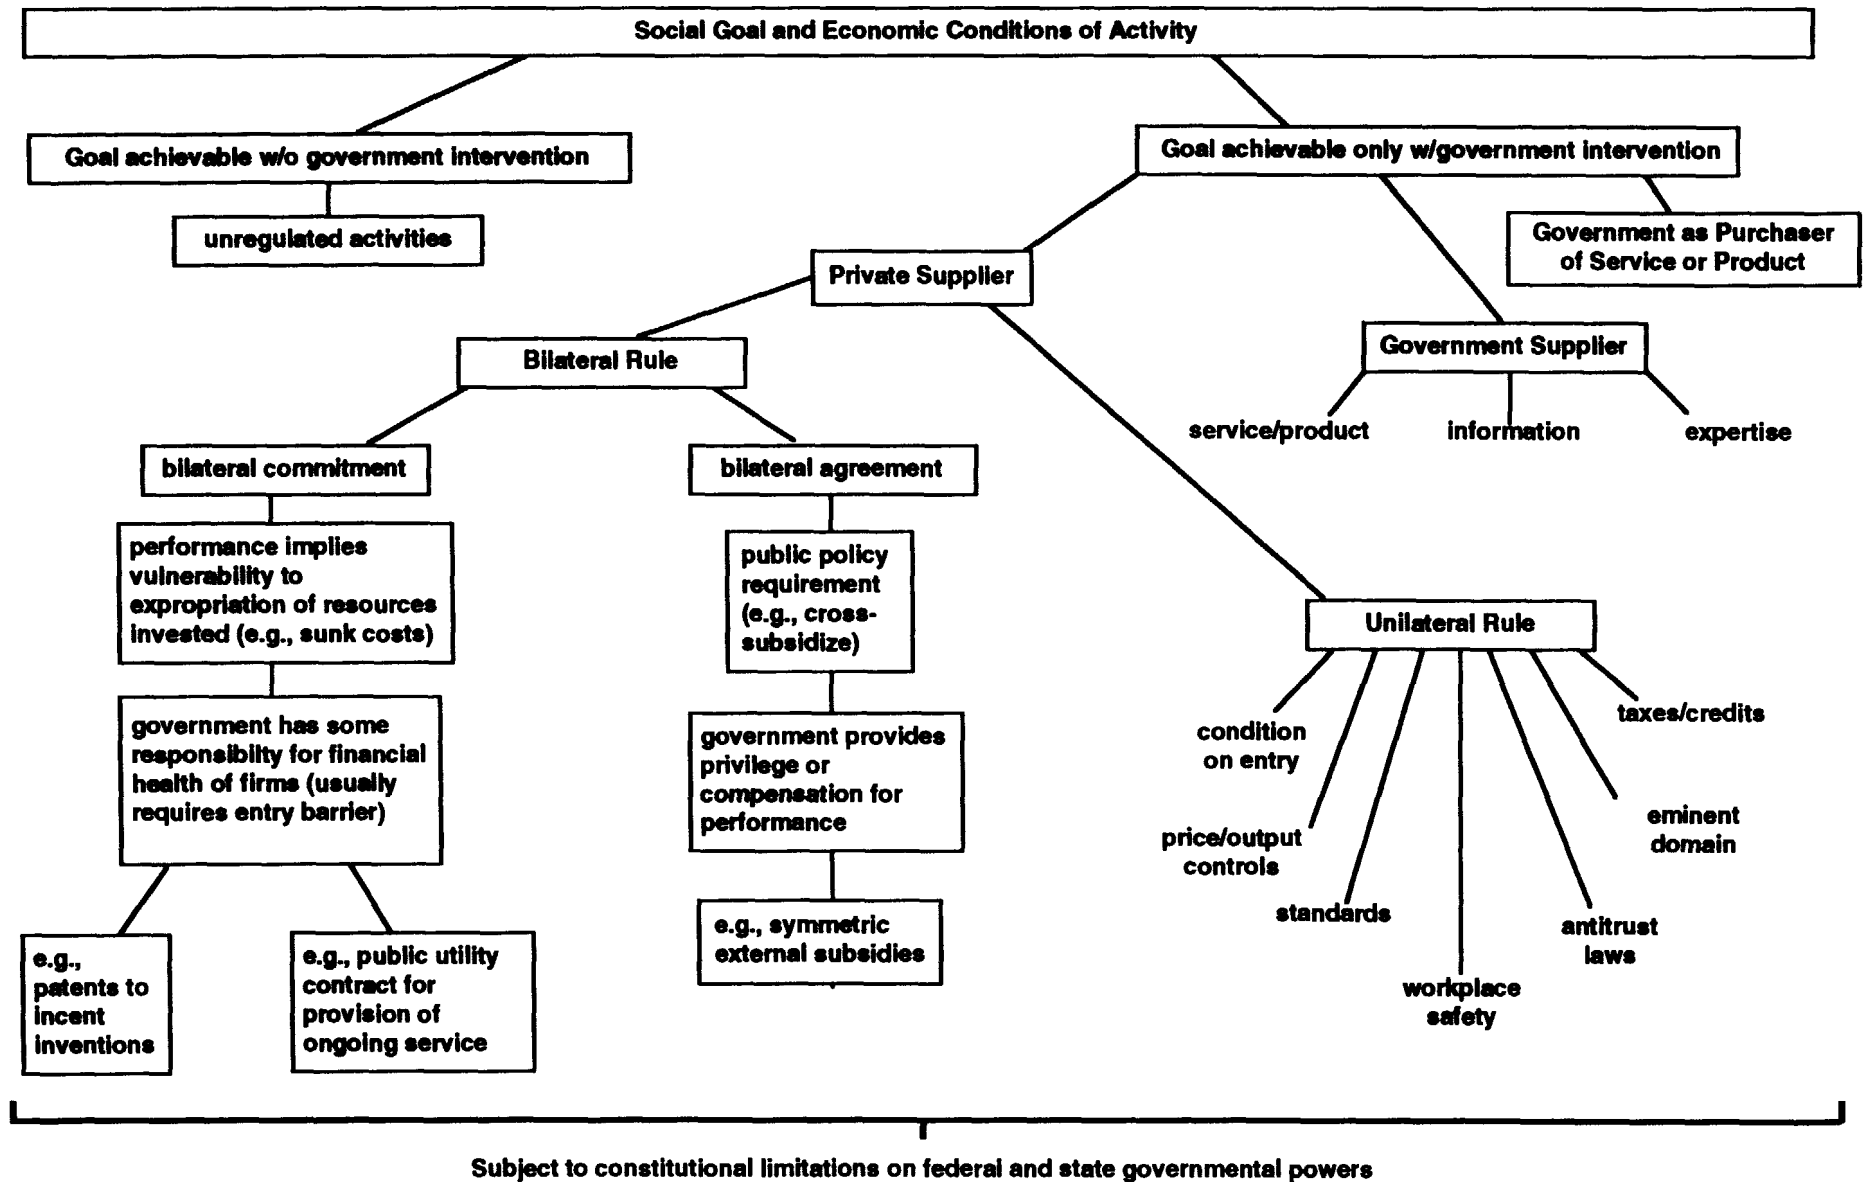 Social Goal and Economic Conditions of Activity
Goal achievable w/o government intervention
Goal achievable only w/government intervention
unregulated activities
Government as Purchaser
of Service or Product
Private Supplier
Government Supplier
service/product
information
expertise
Bilateral Rule
bilateral commitment
bilateral agreement
performance implies
vulnerability to
expropriation of resources
invested (e.g., sunk costs)
public policy
requirement
(e.g., cross-
subsidize)
government has some
responsibilty for financial
health of firms (usually
requires entry barrier)
government provides
privilege or
compensation for
performance
e.g.,
patents to
incent
inventions
e.g., public utility
contract for
provision of
ongoing service
e.g., symmetric
external subsidies
Unilateral Rule
condition
on entry
price/output
controls
standards
workplace
safety
antitrust
laws
eminent
domain
taxes/credits
Subject to constitutional limitations on federal and state governmental powers